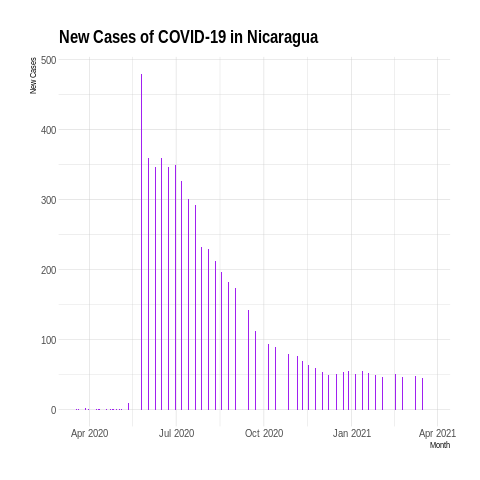 New Cases of COVID-19 in Nicaragua
New Cases
500
400
300
200
100
0
Apr 2020
Jul 2020
Oct 2020
Jan 2021
Apr 2021
Month